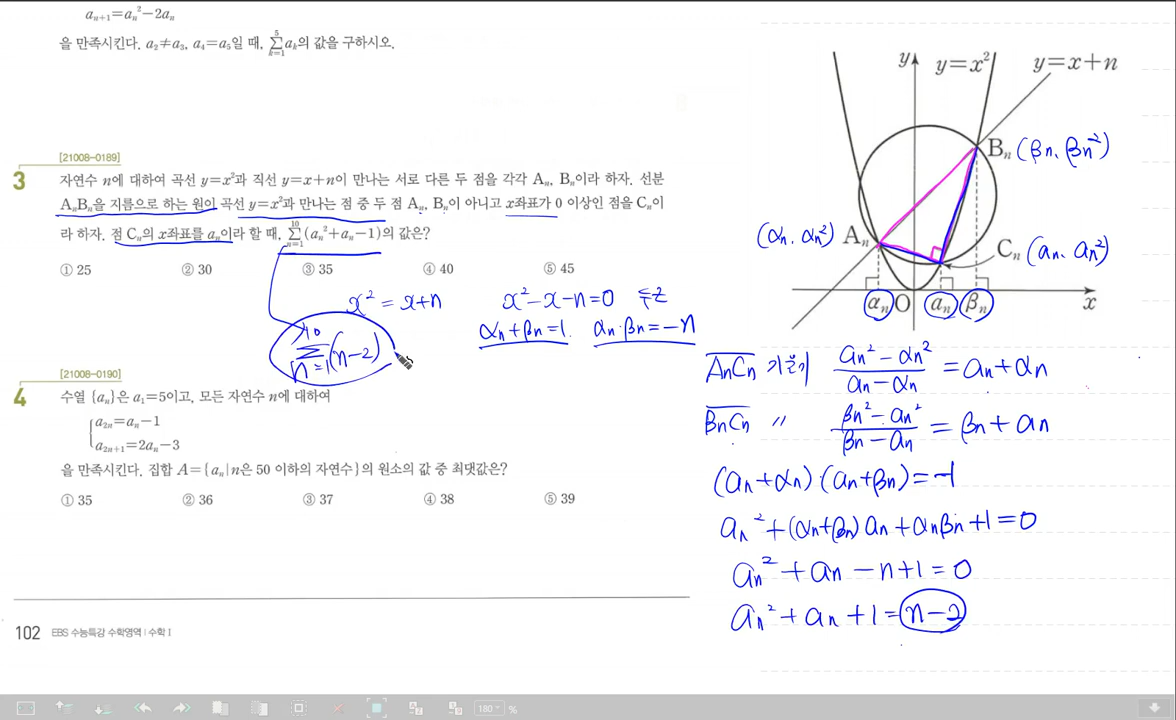 a_{n+1}=a_n²-2a_n
을 만족시킨다. a₂≠a₃, a₄=a₅일 때, \sum_{k=1}^{5} a_k의 값을 구하시오.
[21008-0189]
3 자연수 n에 대하여 곡선 y=x²과 직선 y=x+n이 만나는 서로 다른 두 점을 각각 A_n, B_n이라 하자. 선분
A_nB_n을 지름으로 하는 원이 곡선 y=x²과 만나는 점 중 두 점 A_n, B_n이 아니고 x좌표가 0 이상인 점을 C_n이
라 하자. 점 C_n의 x좌표를 a_n이라 할 때, \sum_{n=1}^{10} (a_n²+a_n-1)의 값은?
① 25 ② 30 ③ 35 ④ 40 ⑤ 45
x² = x+n x²-x-n=0 두근
α_n+β_n=1. α_n·β_n=-n
\sum_{n=1}^{10} (n-2)
[21008-0190]
4 수열 {a_n}은 a₁=5이고, 모든 자연수 n에 대하여
a_{2n}=a_n-1
a_{2n+1}=2a_n-3
을 만족시킨다. 집합 A={a_n|n은 50 이하의 자연수}의 원소의 값 중 최댓값은?
① 35 ② 36 ③ 37 ④ 38 ⑤ 39
102 EBS 수능특강 수학영역 | 수학 I
y y=x² y=x+n
B_n (β_n, β_n²)
(α_n, α_n²) A_n
C_n (a_n, a_n²)
α_n O a_n β_n x
A_nC_n 기울기 (a_n²-α_n²)/(a_n-α_n) = a_n+α_n
B_nC_n 〃 (β_n²-a_n²)/(β_n-a_n) = β_n+a_n
(a_n+α_n)(a_n+β_n)=-1
a_n²+(α_n+β_n)a_n+α_nβ_n+1=0
a_n²+a_n-n+1=0
a_n²+a_n+1=n-2
180 %